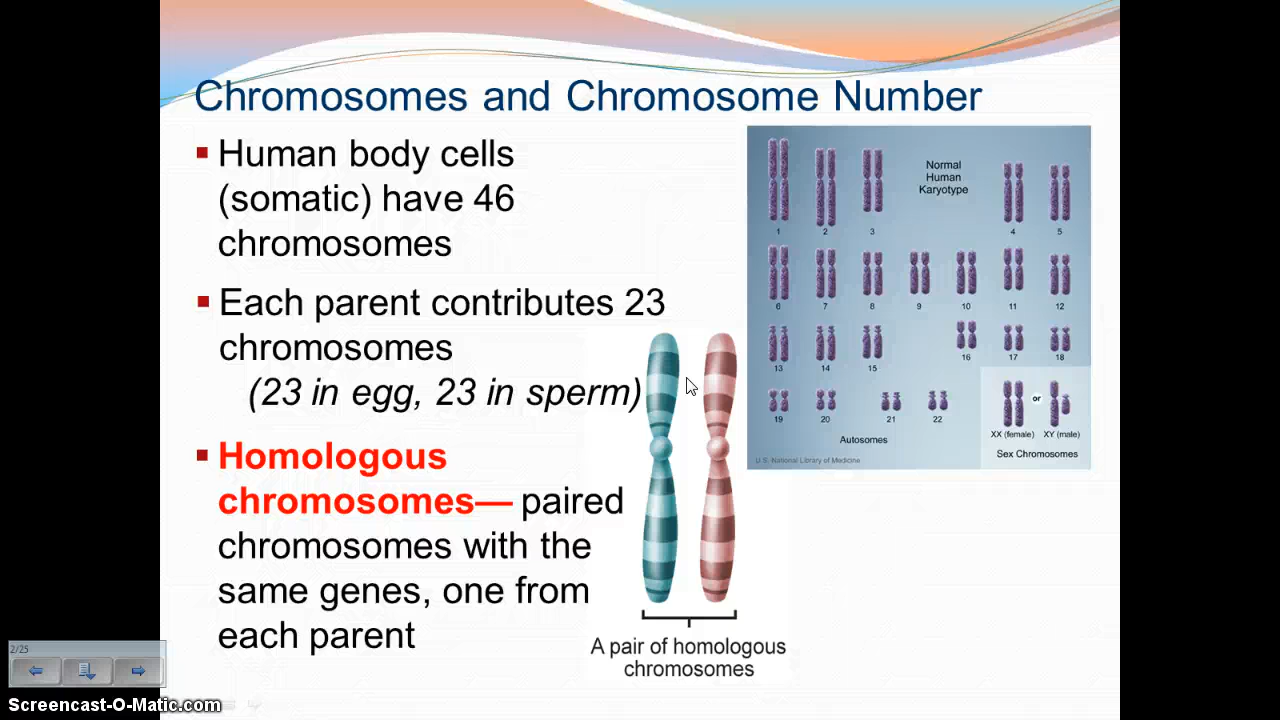 Chromosomes and Chromosome Number
▪ Human body cells
(somatic) have 46
chromosomes
▪ Each parent contributes 23
chromosomes
(23 in egg, 23 in sperm)
▪ Homologous
chromosomes— paired
chromosomes with the
same genes, one from
each parent
Normal
Human
Karyotype
1 2 3 4 5
6 7 8 9 10 11 12
13 14 15 16 17 18
19 20 21 22
or
XX (female) XY (male)
Autosomes
Sex Chromosomes
U.S. National Library of Medicine
A pair of homologous
chromosomes
2/25
Screencast-O-Matic.com